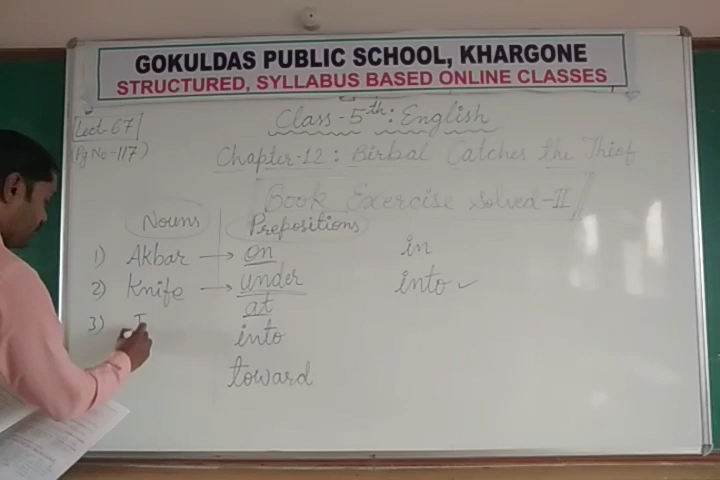 GOKULDAS PUBLIC SCHOOL, KHARGONE
STRUCTURED, SYLLABUS BASED ONLINE CLASSES
Lect-67
(Pg No-117)
Class-5th: English
Chapter-12: Birbal Catches the Thief
Book Exercise Solved-II
Nouns Prepositions
1) Akbar → on in
2) Knife → under into ✓
at
3) I
into
toward